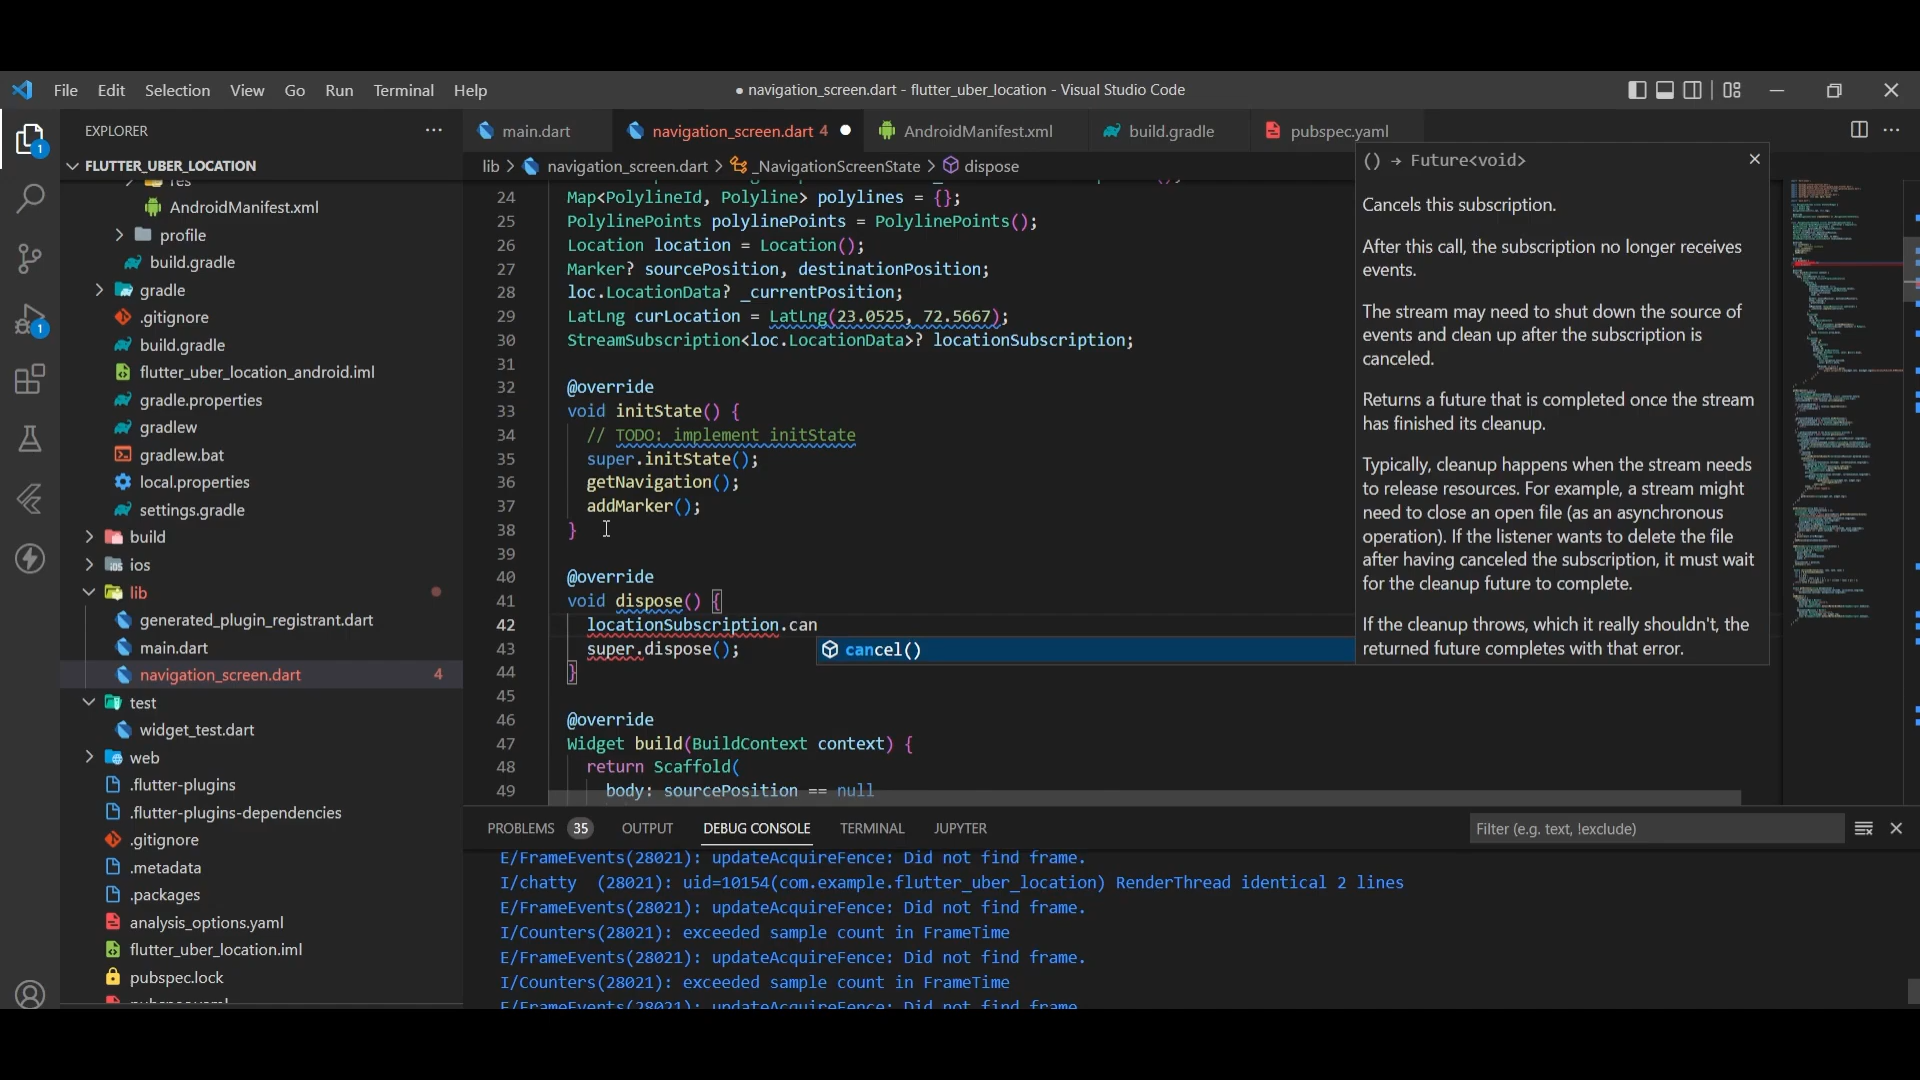 File Edit Selection View Go Run Terminal Help
● navigation_screen.dart - flutter_uber_location - Visual Studio Code
EXPLORER
FLUTTER_UBER_LOCATION
res
AndroidManifest.xml
profile
build.gradle
gradle
.gitignore
build.gradle
flutter_uber_location_android.iml
gradle.properties
gradlew
gradlew.bat
local.properties
settings.gradle
build
ios
lib
generated_plugin_registrant.dart
main.dart
navigation_screen.dart 4
test
widget_test.dart
web
.flutter-plugins
.flutter-plugins-dependencies
.gitignore
.metadata
.packages
analysis_options.yaml
flutter_uber_location.iml
pubspec.lock
1
1
main.dart navigation_screen.dart 4 AndroidManifest.xml build.gradle pubspec.yaml
lib > navigation_screen.dart > _NavigationScreenState > dispose
24 Map<PolylineId, Polyline> polylines = {};
25 PolylinePoints polylinePoints = PolylinePoints();
26 Location location = Location();
27 Marker? sourcePosition, destinationPosition;
28 loc.LocationData? _currentPosition;
29 LatLng curLocation = LatLng(23.0525, 72.5667);
30 StreamSubscription<loc.LocationData>? locationSubscription;
31
32 @override
33 void initState() {
34 // TODO: implement initState
35 super.initState();
36 getNavigation();
37 addMarker();
38 }
39
40 @override
41 void dispose() {
42 locationSubscription.can
43 super.dispose();
44 }
45
46 @override
47 Widget build(BuildContext context) {
48 return Scaffold(
49 body: sourcePosition == null
cancel()
() → Future<void>
Cancels this subscription.
After this call, the subscription no longer receives
events.
The stream may need to shut down the source of
events and clean up after the subscription is
canceled.
Returns a future that is completed once the stream
has finished its cleanup.
Typically, cleanup happens when the stream needs
to release resources. For example, a stream might
need to close an open file (as an asynchronous
operation). If the listener wants to delete the file
after having canceled the subscription, it must wait
for the cleanup future to complete.
If the cleanup throws, which it really shouldn't, the
returned future completes with that error.
PROBLEMS 35 OUTPUT DEBUG CONSOLE TERMINAL JUPYTER
Filter (e.g. text, !exclude)
E/FrameEvents(28021): updateAcquireFence: Did not find frame.
I/chatty (28021): uid=10154(com.example.flutter_uber_location) RenderThread identical 2 lines
E/FrameEvents(28021): updateAcquireFence: Did not find frame.
I/Counters(28021): exceeded sample count in FrameTime
E/FrameEvents(28021): updateAcquireFence: Did not find frame.
I/Counters(28021): exceeded sample count in FrameTime
E/FrameEvents(28021): updateAcquireFence: Did not find frame.